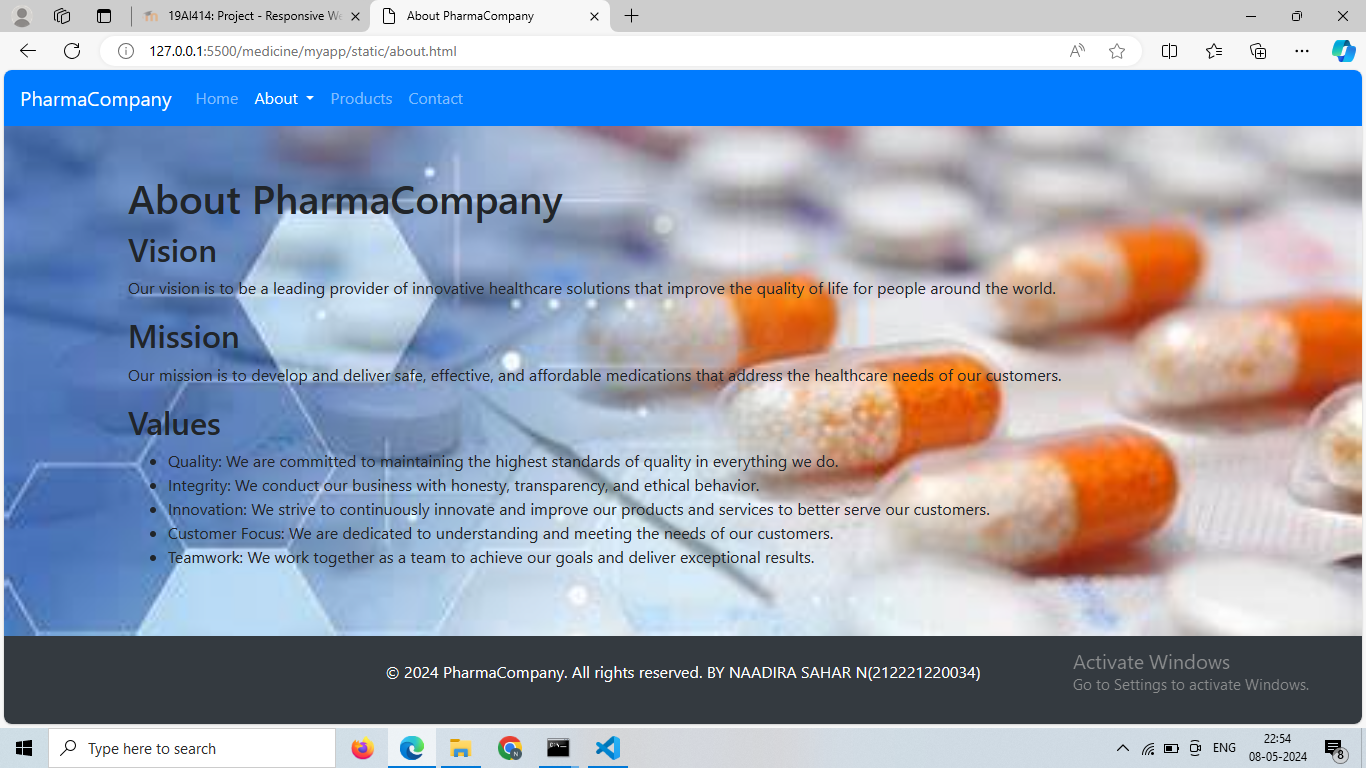 19AI414: Project - Responsive We
About PharmaCompany
127.0.0.1:5500/medicine/myapp/static/about.html
PharmaCompany Home About Products Contact
About PharmaCompany
Vision
Our vision is to be a leading provider of innovative healthcare solutions that improve the quality of life for people around the world.
Mission
Our mission is to develop and deliver safe, effective, and affordable medications that address the healthcare needs of our customers.
Values
• Quality: We are committed to maintaining the highest standards of quality in everything we do.
• Integrity: We conduct our business with honesty, transparency, and ethical behavior.
• Innovation: We strive to continuously innovate and improve our products and services to better serve our customers.
• Customer Focus: We are dedicated to understanding and meeting the needs of our customers.
• Teamwork: We work together as a team to achieve our goals and deliver exceptional results.
© 2024 PharmaCompany. All rights reserved. BY NAADIRA SAHAR N(212221220034)
Activate Windows
Go to Settings to activate Windows.
Type here to search
ENG
22:54
08-05-2024
8